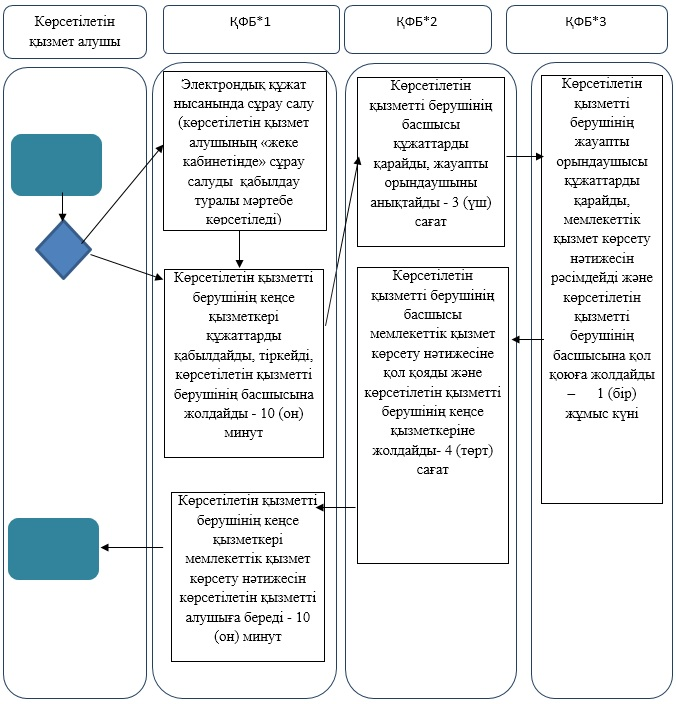 Көрсетілетін
қызмет алушы
ҚФБ*1
ҚФБ*2
ҚФБ*3
Электрондық құжат
нысанында сұрау салу
(көрсетілетін қызмет
алушының «жеке
кабинетінде» сұрау
салуды қабылдау
туралы мәртебе
көрсетіледі)
Көрсетілетін қызметті
берушінің кеңсе
қызметкері
құжаттарды
қабылдайды, тіркейді,
көрсетілетін қызметті
берушінің басшысына
жолдайды - 10 (он)
минут
Көрсетілетін қызметті
берушінің кеңсе
қызметкері
мемлекеттік қызмет
көрсету нәтижесін
көрсетілетін қызметті
алушыға береді - 10
(он) минут
Көрсетілетін
қызметті берушінің
басшысы
құжаттарды
қарайды, жауапты
орындаушыны
анықтайды - 3 (үш)
сағат
Көрсетілетін
қызметті берушінің
басшысы
мемлекеттік қызмет
көрсету нәтижесіне
қол қояды және
көрсетілетін қызметті
берушінің кеңсе
қызметкеріне
жолдайды- 4 (төрт)
сағат
Көрсетілетін
қызметті
берушінің
жауапты
орындаушысы
құжаттарды
қарайды,
мемлекеттік
қызмет көрсету
нәтижесін
рәсімдейді және
көрсетілетін
қызметті
берушінің
басшысына қол
қоюға жолдайды
– 1 (бір)
жұмыс күні